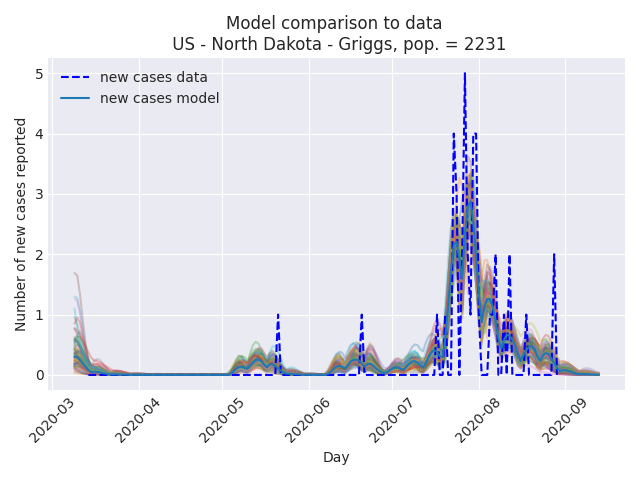 Model comparison to data
US - North Dakota - Griggs, pop. = 2231
new cases data
new cases model
Number of new cases reported
5
4
3
2
1
0
2020-03
2020-04
2020-05
2020-06
2020-07
2020-08
2020-09
Day